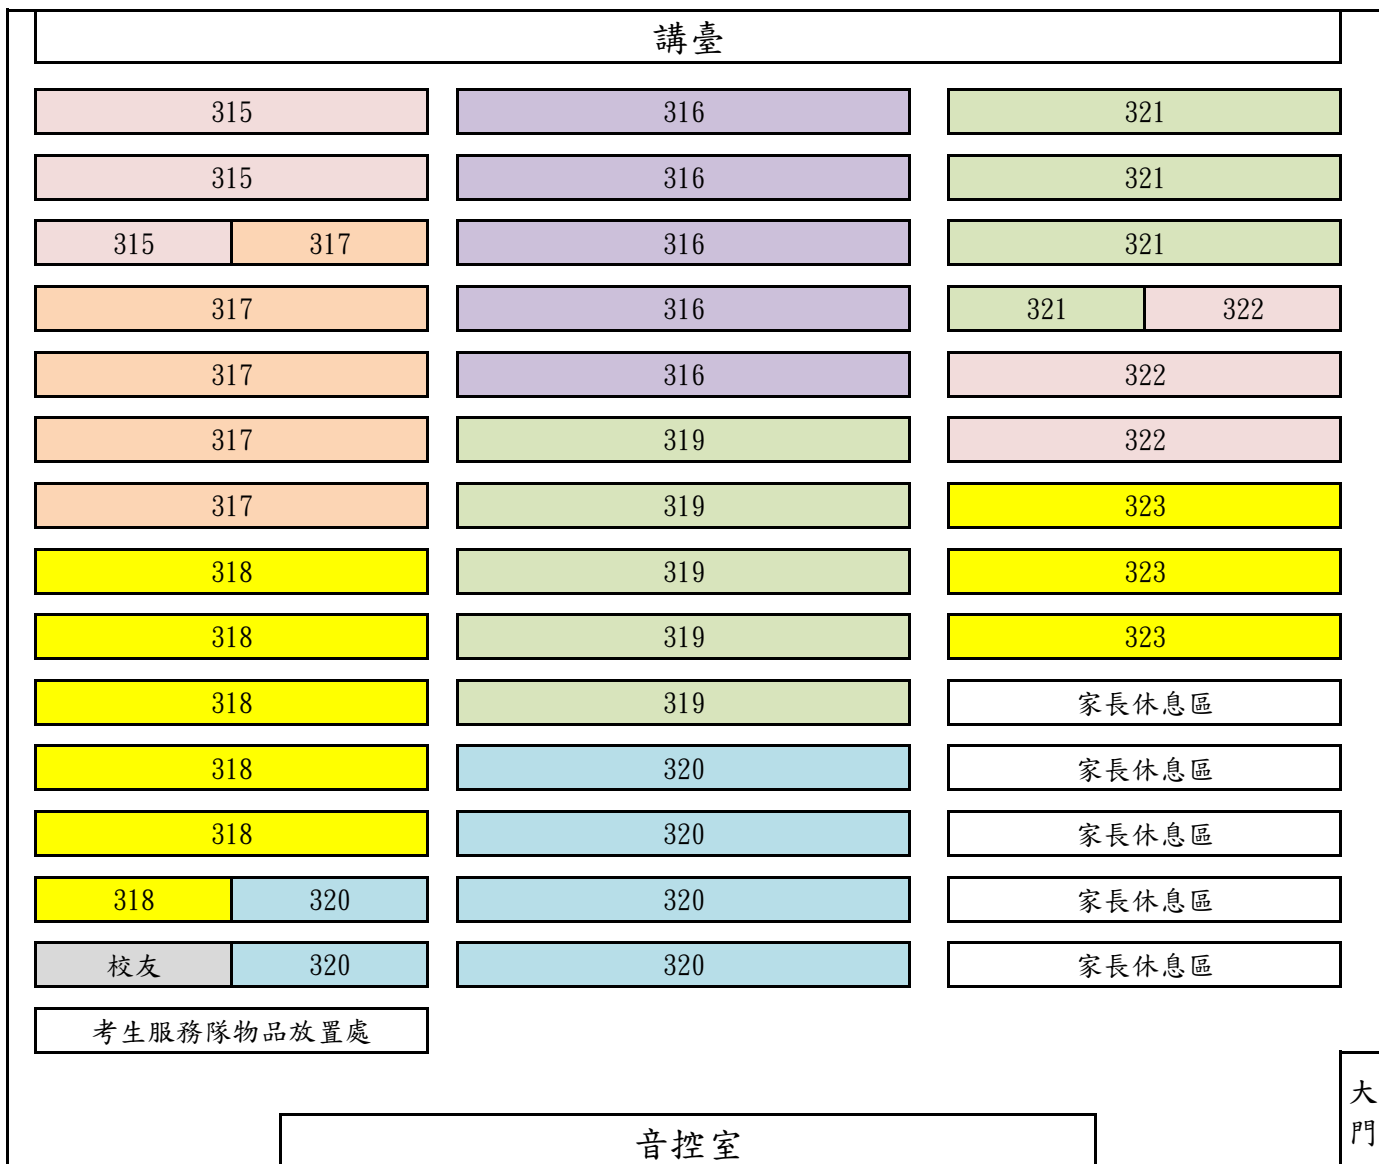 講臺
315 316 321
315 316 321
315 317 316 321
317 316 321 322
317 316 322
317 319 322
317 319 323
318 319 323
318 319 323
318 319 家長休息區
318 320 家長休息區
318 320 家長休息區
318 320 320 家長休息區
校友 320 320 家長休息區
考生服務隊物品放置處
大門
音控室